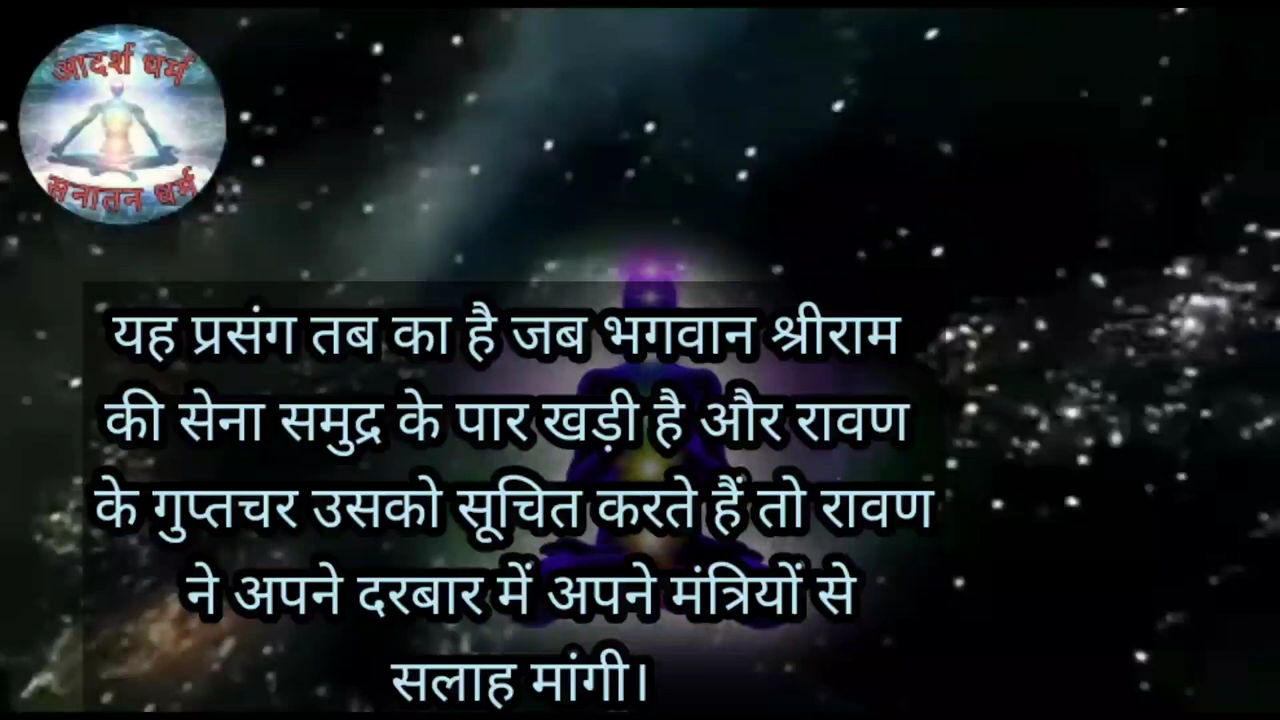 आदर्श धर्म
सनातन धर्म
यह प्रसंग तब का है जब भगवान श्रीराम
की सेना समुद्र के पार खड़ी है और रावण
के गुप्तचर उसको सूचित करते हैं तो रावण
ने अपने दरबार में अपने मंत्रियों से
सलाह मांगी।